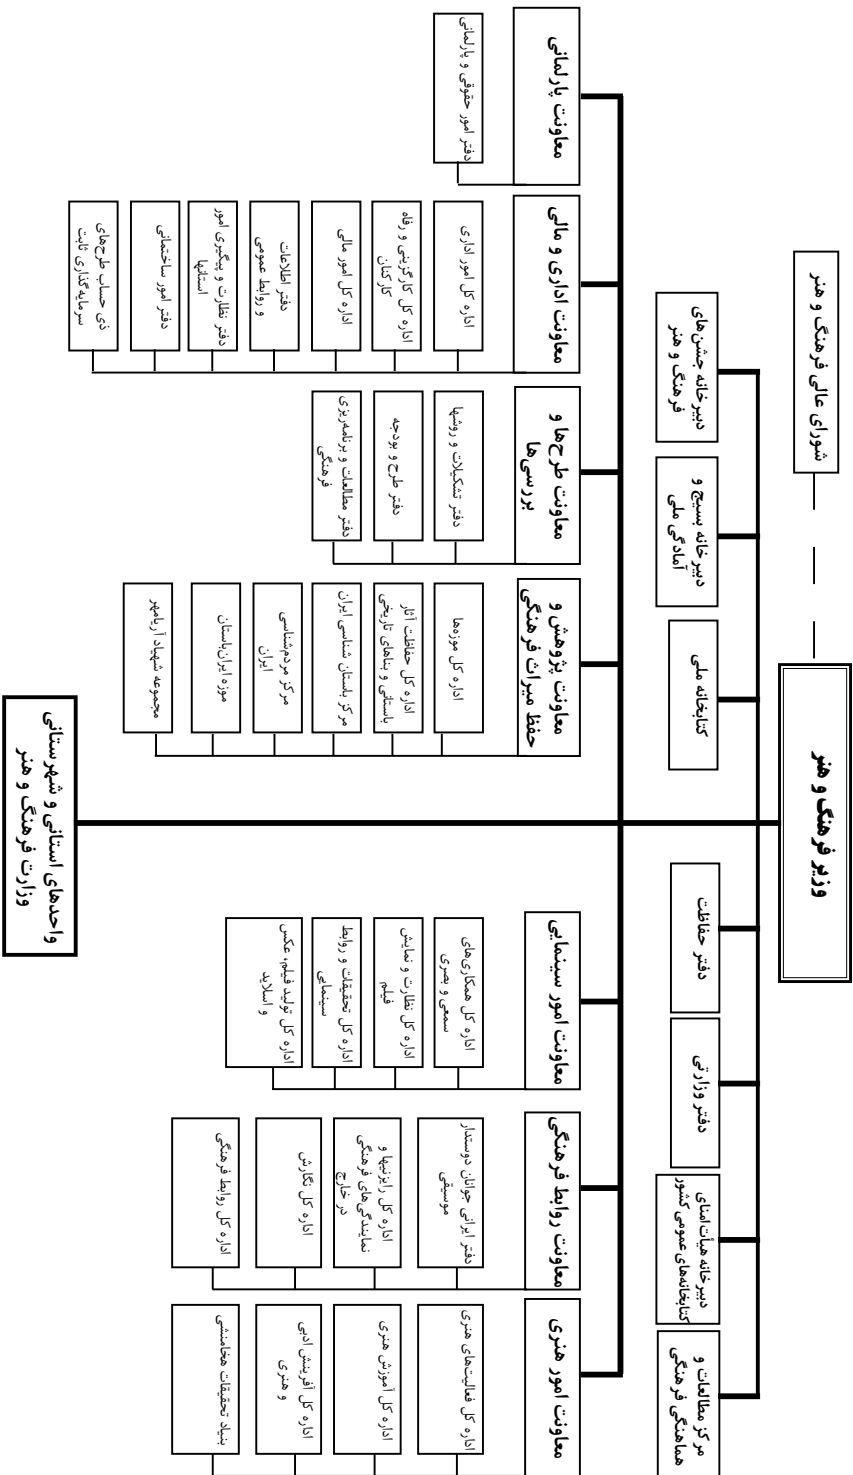 شورای عالی فرهنگ و هنر
وزیر فرهنگ و هنر
دبیرخانه جشن‌های
فرهنگ و هنر
دبیرخانه بسیج و
آمادگی ملی
کتابخانه ملی
دفتر حفاظت
دفتر وزارتی
دبیرخانه هیأت‌امنای
کتابخانه‌های عمومی کشور
مرکز مطالعات و
هماهنگی فرهنگی
معاونت پارلمانی
دفتر امور حقوقی و پارلمانی
معاونت اداری و مالی
اداره کل امور اداری
اداره کل کارگزینی و رفاه
کارکنان
اداره کل امور مالی
دفتر اطلاعات
و روابط عمومی
دفتر نظارت و پیگیری امور
استانها
دفتر امور ساختمانی
ذی حساب طرح‌های
سرمایه‌گذاری ثابت
معاونت طرح‌ها و
بررسی‌ها
دفتر تشکیلات و روشها
دفتر طرح و بودجه
دفتر مطالعات و برنامه‌ریزی
فرهنگی
معاونت پژوهش و
حفظ میراث فرهنگی
اداره کل موزه‌ها
اداره کل حفاظت آثار
باستانی و بناهای تاریخی
مرکز باستان شناسی ایران
مرکز مردم‌شناسی
ایران
موزه ایران‌باستان
مجموعه شهیاد آریامهر
معاونت امور سینمایی
اداره کل همکاری‌های
سمعی و بصری
اداره کل نظارت و نمایش
فیلم
اداره کل تحقیقات و روابط
سینمایی
اداره کل تولید فیلم، عکس
و اسلاید
معاونت روابط فرهنگی
دفتر ایرانی جوانان دوستدار
موسیقی
اداره کل رایزنیها و
نمایندگی‌های فرهنگی
در خارج
اداره کل نگارش
اداره کل روابط فرهنگی
معاونت امور هنری
اداره کل فعالیت‌های هنری
اداره کل آموزش هنری
اداره کل آفرینش ادبی
و هنری
بنیاد تحقیقات هخامنشی
واحدهای استانی و شهرستانی
وزارت فرهنگ و هنر